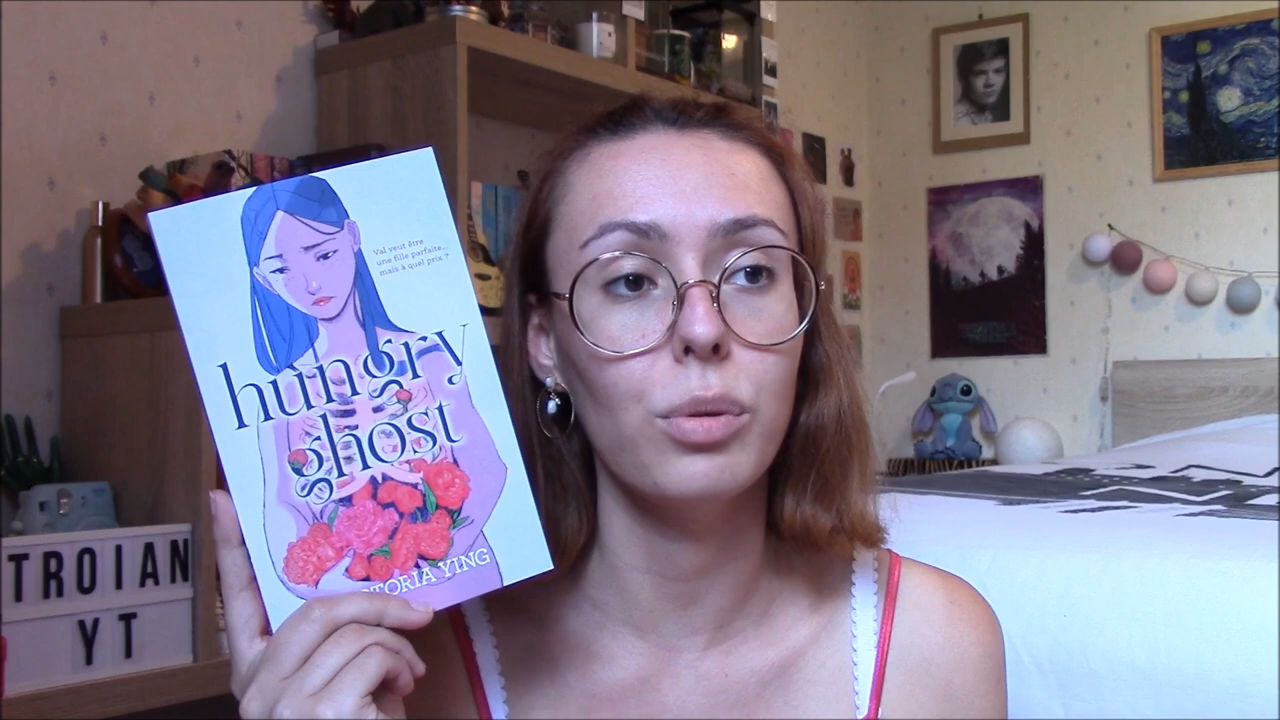 Val veut être
une fille parfaite...
mais à quel prix ?
hungry
ghost
TORIA YING
TROIAN
YT